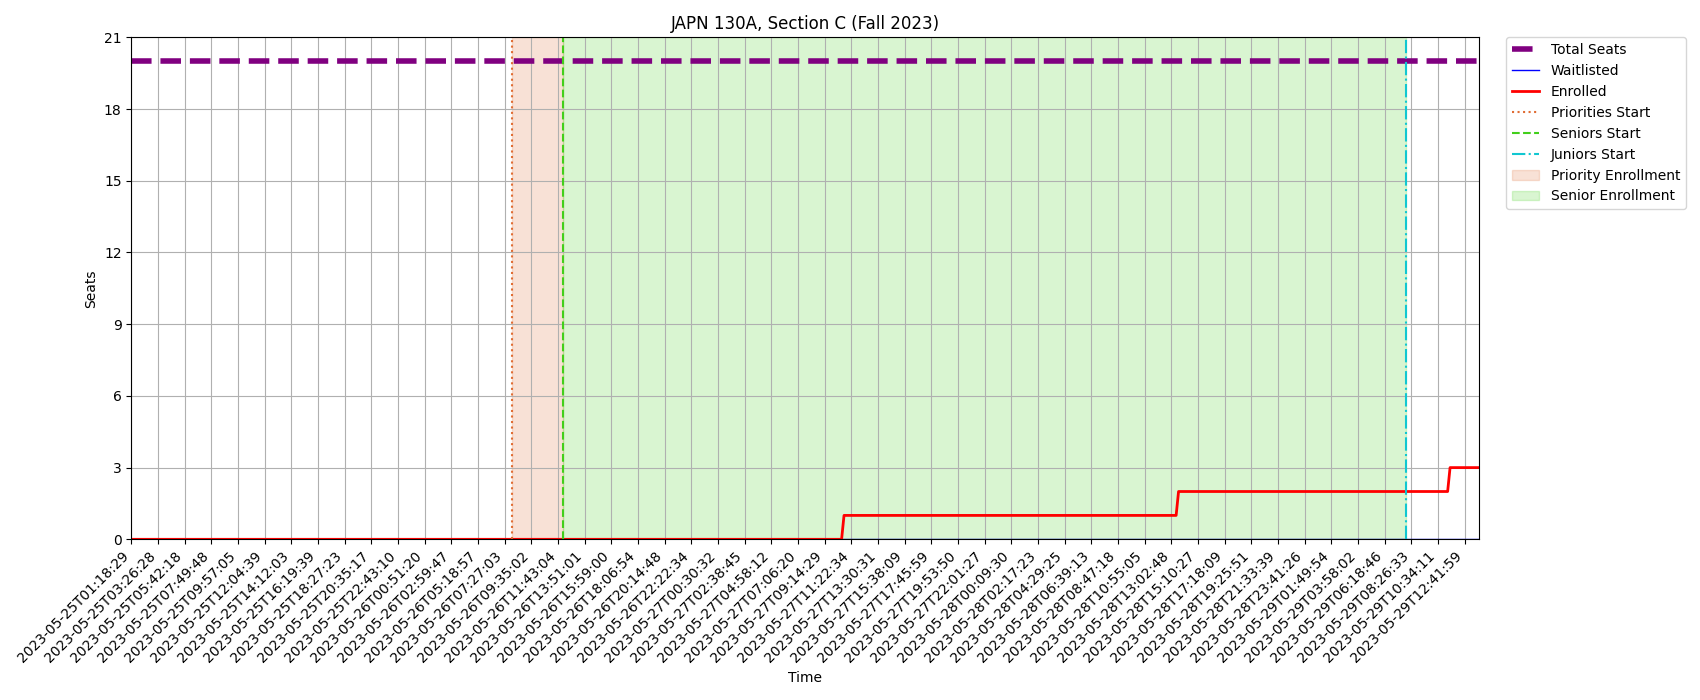 JAPN 130A, Section C (Fall 2023)
21
18
15
12
9
6
3
0
Seats
2023-05-25T01:18:29
2023-05-25T03:26:28
2023-05-25T05:42:18
2023-05-25T07:49:48
2023-05-25T09:57:05
2023-05-25T12:04:39
2023-05-25T14:12:03
2023-05-25T16:19:39
2023-05-25T18:27:23
2023-05-25T20:35:17
2023-05-25T22:43:10
2023-05-26T00:51:20
2023-05-26T02:59:47
2023-05-26T05:18:57
2023-05-26T07:27:03
2023-05-26T09:35:02
2023-05-26T11:43:04
2023-05-26T13:51:01
2023-05-26T15:59:00
2023-05-26T18:06:54
2023-05-26T20:14:48
2023-05-26T22:22:34
2023-05-27T00:30:32
2023-05-27T02:38:45
2023-05-27T04:58:12
2023-05-27T07:06:20
2023-05-27T09:14:29
2023-05-27T11:22:34
2023-05-27T13:30:31
2023-05-27T15:38:09
2023-05-27T17:45:59
2023-05-27T19:53:50
2023-05-27T22:01:27
2023-05-28T00:09:30
2023-05-28T02:17:23
2023-05-28T04:29:25
2023-05-28T06:39:13
2023-05-28T08:47:18
2023-05-28T10:55:05
2023-05-28T13:02:48
2023-05-28T15:10:27
2023-05-28T17:18:09
2023-05-28T19:25:51
2023-05-28T21:33:39
2023-05-28T23:41:26
2023-05-29T01:49:54
2023-05-29T03:58:02
2023-05-29T06:18:46
2023-05-29T08:26:33
2023-05-29T10:34:11
2023-05-29T12:41:59
Time
Total Seats
Waitlisted
Enrolled
Priorities Start
Seniors Start
Juniors Start
Priority Enrollment
Senior Enrollment